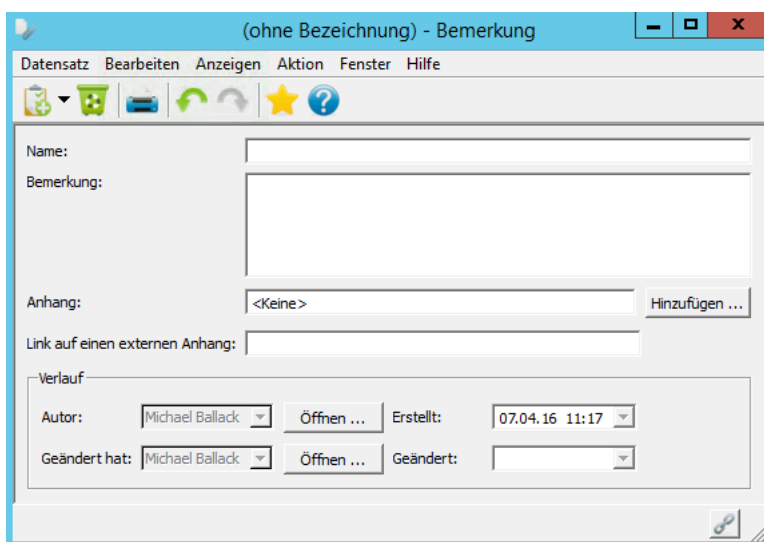 (ohne Bezeichnung) - Bemerkung
Datensatz Bearbeiten Anzeigen Aktion Fenster Hilfe
Name:
Bemerkung:
Anhang: <Keine> Hinzufügen ...
Link auf einen externen Anhang:
Verlauf
Autor: Michael Ballack Öffnen ... Erstellt: 07.04.16 11:17
Geändert hat: Michael Ballack Öffnen ... Geändert: